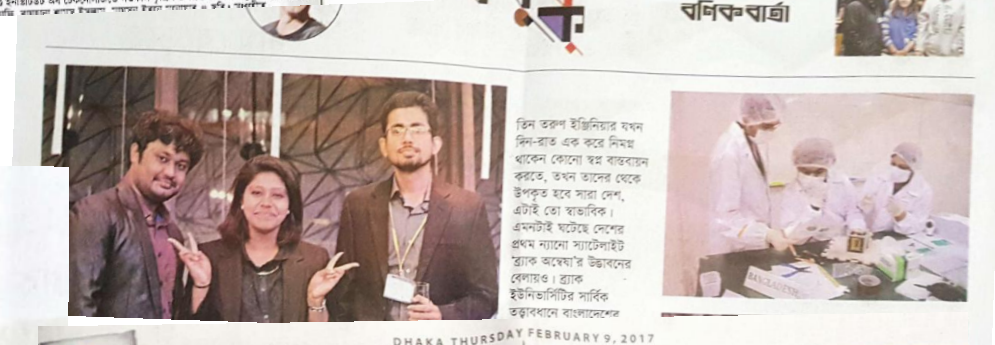 বণিকবার্তা
তিন তরুণ ইঞ্জিনিয়ার যখন
দিন-রাত এক করে নিমগ্ন
থাকেন কোনো স্বপ্ন বাস্তবায়ন
করতে, তখন তাদের থেকে
উপকৃত হবে সারা দেশ,
এটাই তো স্বাভাবিক।
এমনটাই ঘটেছে দেশের
প্রথম ন্যানো স্যাটেলাইট
'ব্র্যাক অন্বেষা'র উদ্ভাবনের
বেলায়ও। ব্র্যাক
ইউনিভার্সিটির সার্বিক
তত্ত্বাবধানে বাংলাদেশের
BANGLADESH
DHAKA THURSDAY FEBRUARY 9, 2017